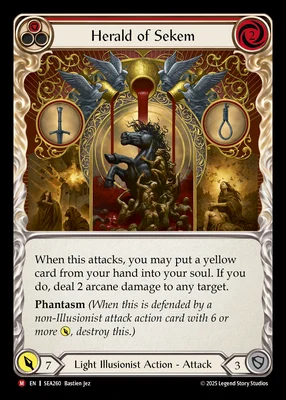 Herald of Sekem
When this attacks, you may put a yellow
card from your hand into your soul. If you
do, deal 2 arcane damage to any target.
Phantasm (When this is defended by a
non-Illusionist attack action card with 6 or
more , destroy this.)
7 Light Illusionist Action - Attack 3
M EN | SEA260 Bastien Jez © 2025 Legend Story Studios